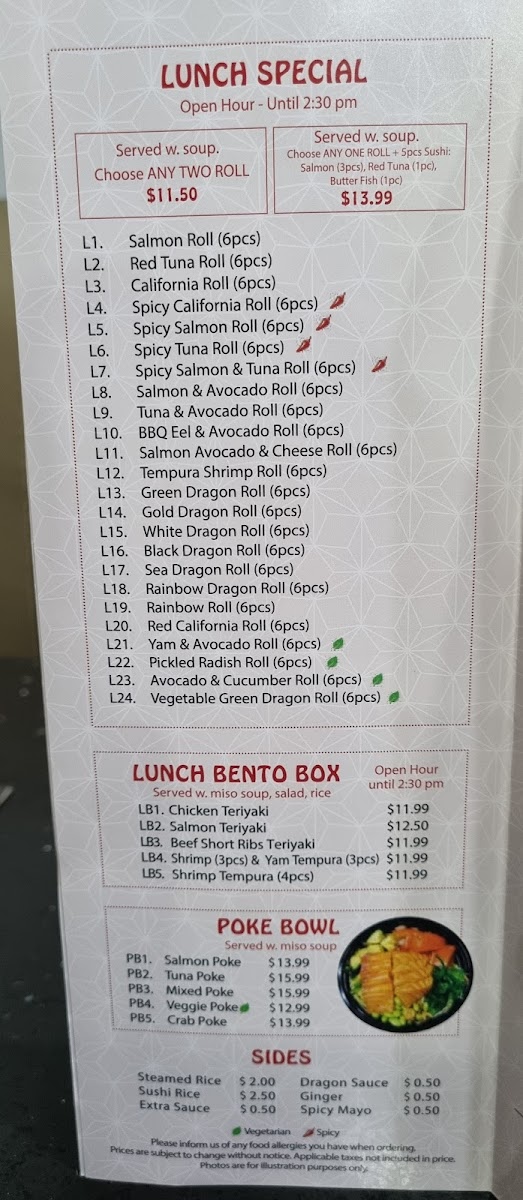 LUNCH SPECIAL
Open Hour - Until 2:30 pm
Served w. soup.
Choose ANY TWO ROLL
$11.50
Served w. soup.
Choose ANY ONE ROLL + 5pcs Sushi:
Salmon (3pcs), Red Tuna (1pc),
Butter Fish (1pc)
$13.99
L1. Salmon Roll (6pcs)
L2. Red Tuna Roll (6pcs)
L3. California Roll (6pcs)
L4. Spicy California Roll (6pcs)
L5. Spicy Salmon Roll (6pcs)
L6. Spicy Tuna Roll (6pcs)
L7. Spicy Salmon & Tuna Roll (6pcs)
L8. Salmon & Avocado Roll (6pcs)
L9. Tuna & Avocado Roll (6pcs)
L10. BBQ Eel & Avocado Roll (6pcs)
L11. Salmon Avocado & Cheese Roll (6pcs)
L12. Tempura Shrimp Roll (6pcs)
L13. Green Dragon Roll (6pcs)
L14. Gold Dragon Roll (6pcs)
L15. White Dragon Roll (6pcs)
L16. Black Dragon Roll (6pcs)
L17. Sea Dragon Roll (6pcs)
L18. Rainbow Dragon Roll (6pcs)
L19. Rainbow Roll (6pcs)
L20. Red California Roll (6pcs)
L21. Yam & Avocado Roll (6pcs)
L22. Pickled Radish Roll (6pcs)
L23. Avocado & Cucumber Roll (6pcs)
L24. Vegetable Green Dragon Roll (6pcs)
LUNCH BENTO BOX
Served w. miso soup, salad, rice
Open Hour
until 2:30 pm
LB1. Chicken Teriyaki $11.99
LB2. Salmon Teriyaki $12.50
LB3. Beef Short Ribs Teriyaki $11.99
LB4. Shrimp (3pcs) & Yam Tempura (3pcs) $11.99
LB5. Shrimp Tempura (4pcs) $11.99
POKE BOWL
Served w. miso soup
PB1. Salmon Poke $13.99
PB2. Tuna Poke $15.99
PB3. Mixed Poke $15.99
PB4. Veggie Poke $12.99
PB5. Crab Poke $13.99
SIDES
Steamed Rice $ 2.00 Dragon Sauce $ 0.50
Sushi Rice $ 2.50 Ginger $ 0.50
Extra Sauce $ 0.50 Spicy Mayo $ 0.50
Vegetarian Spicy
Please inform us of any food allergies you have when ordering.
Prices are subject to change without notice. Applicable taxes not included in price.
Photos are for illustration purposes only.